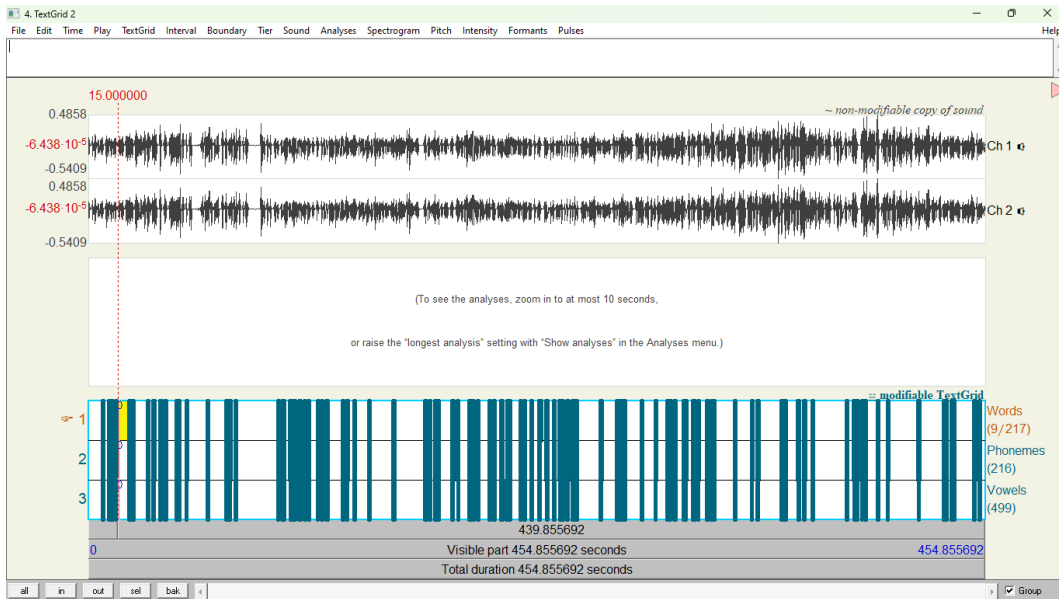 4. TextGrid 2
File Edit Time Play TextGrid Interval Boundary Tier Sound Analyses Spectrogram Pitch Intensity Formants Pulses Help
15.000000
~ non-modifiable copy of sound
0.4858
-6.438·10-5
Ch 1
-0.5409
0.4858
-6.438·10-5
Ch 2
-0.5409
(To see the analyses, zoom in to at most 10 seconds,
or raise the "longest analysis" setting with "Show analyses" in the Analyses menu.)
~ modifiable TextGrid
1
Words
(9/217)
2
Phonemes
(216)
3
Vowels
(499)
439.855692
0 Visible part 454.855692 seconds 454.855692
Total duration 454.855692 seconds
all in out sel bak Group